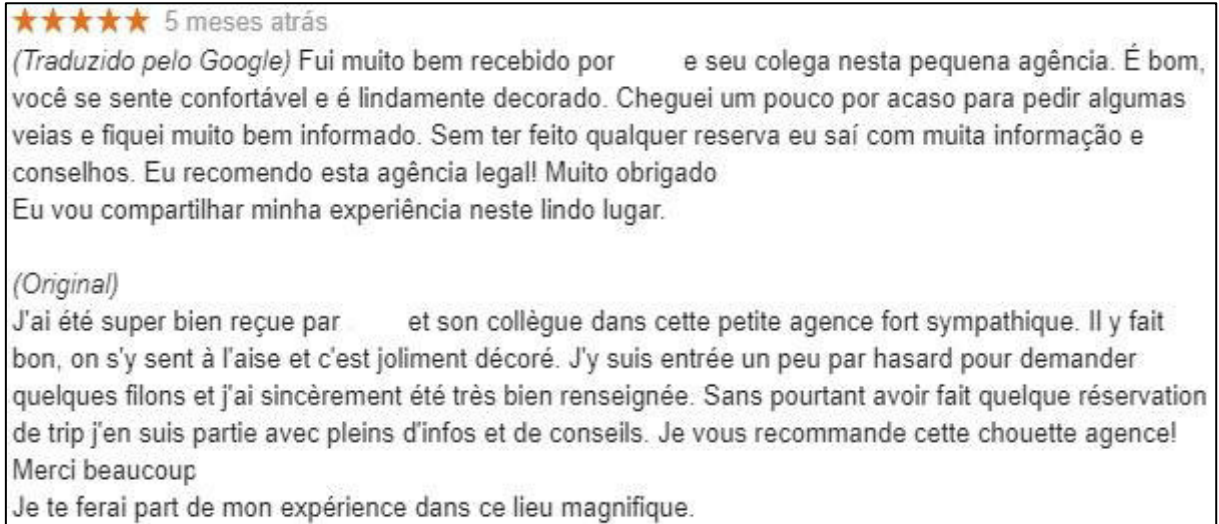 5 meses atrás
(Traduzido pelo Google) Fui muito bem recebido por e seu colega nesta pequena agência. É bom,
você se sente confortável e é lindamente decorado. Cheguei um pouco por acaso para pedir algumas
veias e fiquei muito bem informado. Sem ter feito qualquer reserva eu saí com muita informação e
conselhos. Eu recomendo esta agência legal! Muito obrigado
Eu vou compartilhar minha experiência neste lindo lugar.
(Original)
J'ai été super bien reçue par et son collègue dans cette petite agence fort sympathique. Il y fait
bon, on s'y sent à l'aise et c'est joliment décoré. J'y suis entrée un peu par hasard pour demander
quelques filons et j'ai sincèrement été très bien renseignée. Sans pourtant avoir fait quelque réservation
de trip j'en suis partie avec pleins d'infos et de conseils. Je vous recommande cette chouette agence!
Merci beaucoup
Je te ferai part de mon expérience dans ce lieu magnifique.